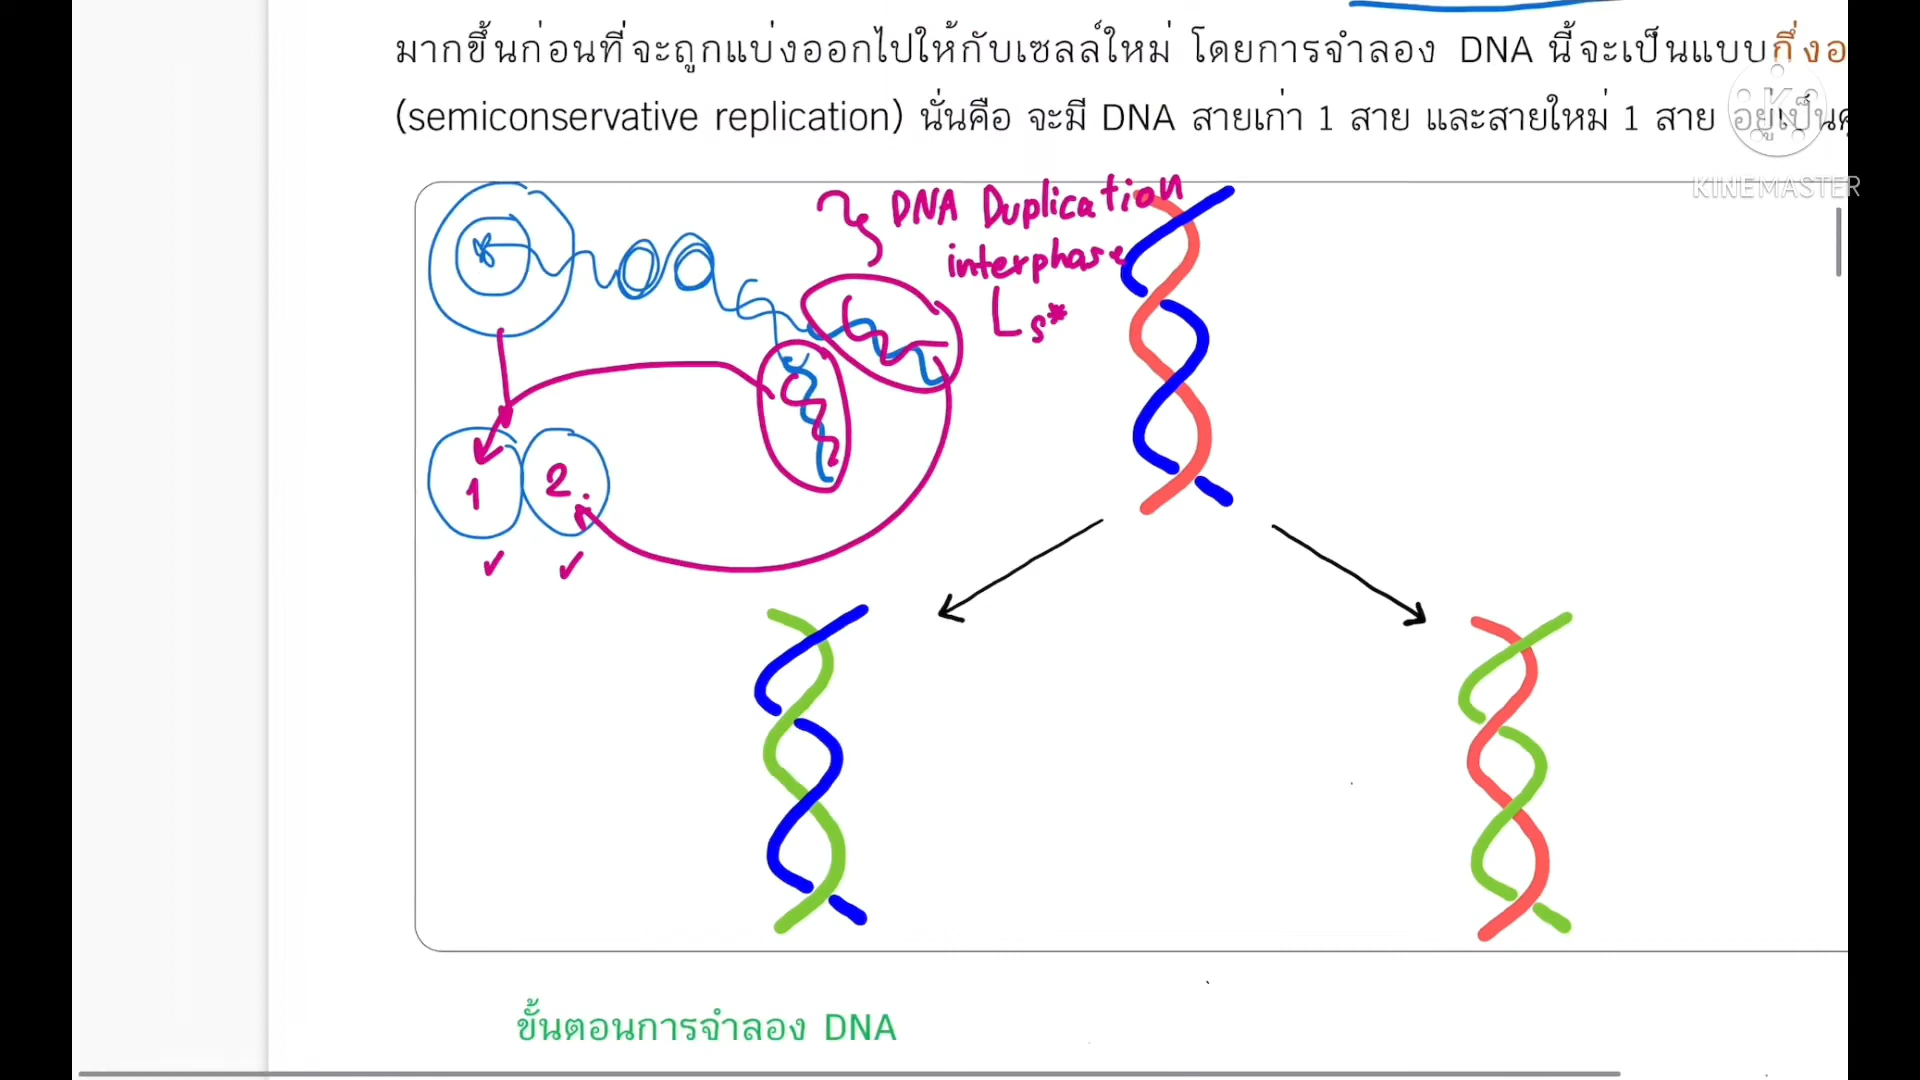 มากขึ้นก่อนที่จะถูกแบ่งออกไปให้กับเซลล์ใหม่ โดยการจำลอง DNA นี้จะเป็นแบบกึ่งอ
(semiconservative replication) นั่นคือ จะมี DNA สายเก่า 1 สาย และสายใหม่ 1 สาย อยู่เป็น
KINEMASTER
DNA Duplication
interphase
S*
1 2.
ขั้นตอนการจำลอง DNA